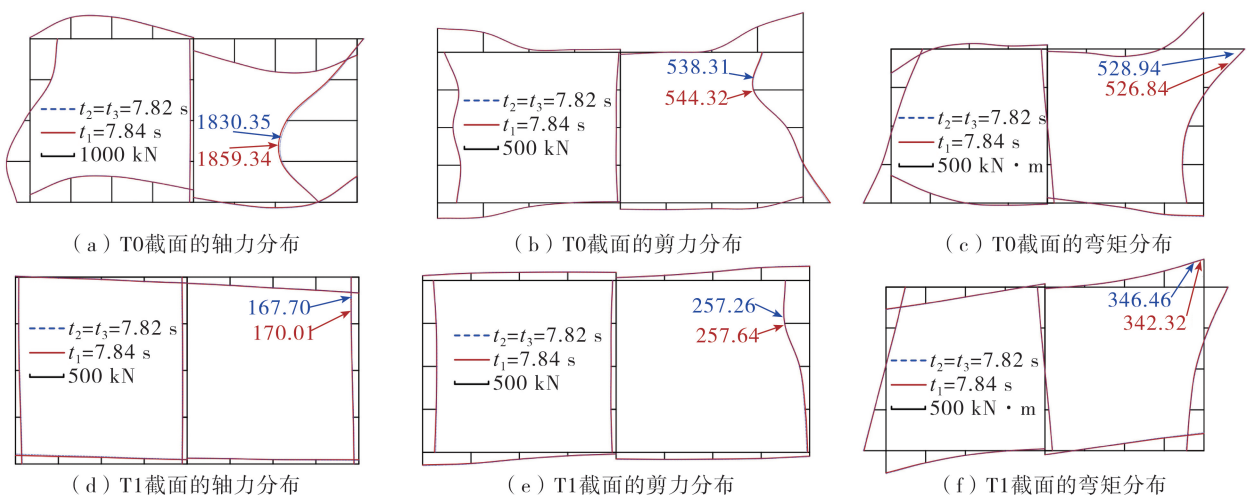 1830.35
1859.34
t₂=t₃=7.82 s
t₁=7.84 s
1000 kN
（a）T0截面的轴力分布
538.31
544.32
t₂=t₃=7.82 s
t₁=7.84 s
500 kN
（b）T0截面的剪力分布
528.94
526.84
t₂=t₃=7.82 s
t₁=7.84 s
500 kN·m
（c）T0截面的弯矩分布
167.70
170.01
t₂=t₃=7.82 s
t₁=7.84 s
500 kN
（d）T1截面的轴力分布
257.26
257.64
t₂=t₃=7.82 s
t₁=7.84 s
500 kN
（e）T1截面的剪力分布
346.46
342.32
t₂=t₃=7.82 s
t₁=7.84 s
500 kN·m
（f）T1截面的弯矩分布